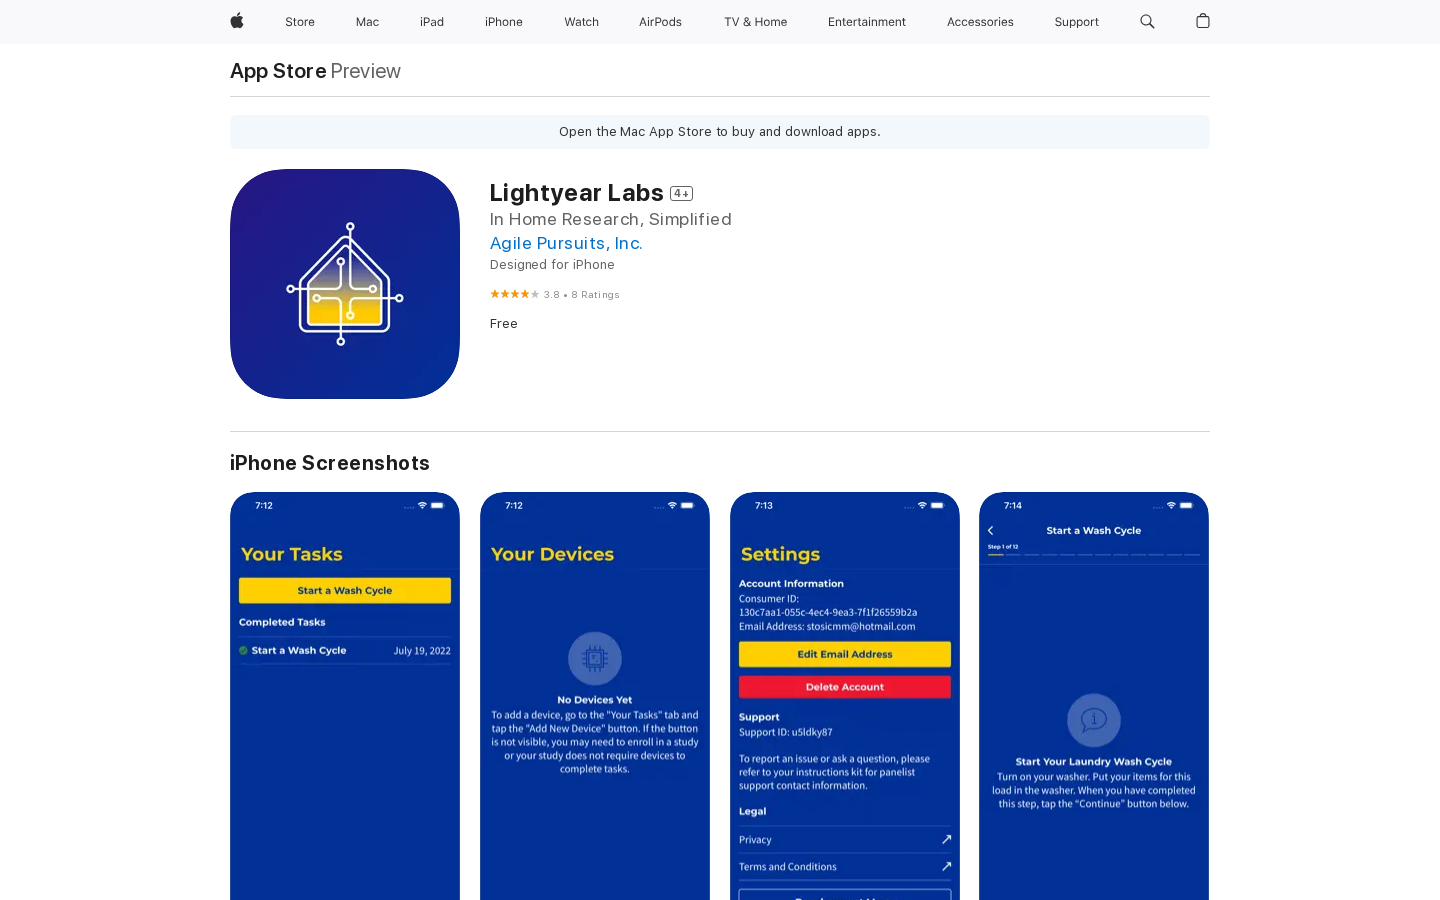 Store
Mac
iPad
iPhone
Watch
AirPods
TV & Home
Entertainment
Accessories
Support
App Store Preview
Open the Mac App Store to buy and download apps.
Lightyear Labs 4+
In Home Research, Simplified
Agile Pursuits, Inc.
Designed for iPhone
3.8 • 8 Ratings
Free
iPhone Screenshots
7:12
Your Tasks
Start a Wash Cycle
Completed Tasks
Start a Wash Cycle July 19, 2022
7:12
Your Devices
No Devices Yet
To add a device, go to the "Your Tasks" tab and
tap the "Add New Device" button. If the button
is not visible, you may need to enroll in a study
or your study does not require devices to
complete tasks.
7:13
Settings
Account Information
Consumer ID:
130c7aa1-055c-4ec4-9ea3-7f1f26559b2a
Email Address: stosicmm@hotmail.com
Edit Email Address
Delete Account
Support
Support ID: u5ldky87
To report an issue or ask a question, please
refer to your instructions kit for panelist
support contact information.
Legal
Privacy
Terms and Conditions
7:14
Start a Wash Cycle
Step 1 of 12
Start Your Laundry Wash Cycle
Turn on your washer. Put your items for this
load in the washer. When you have completed
this step, tap the “Continue” button below.